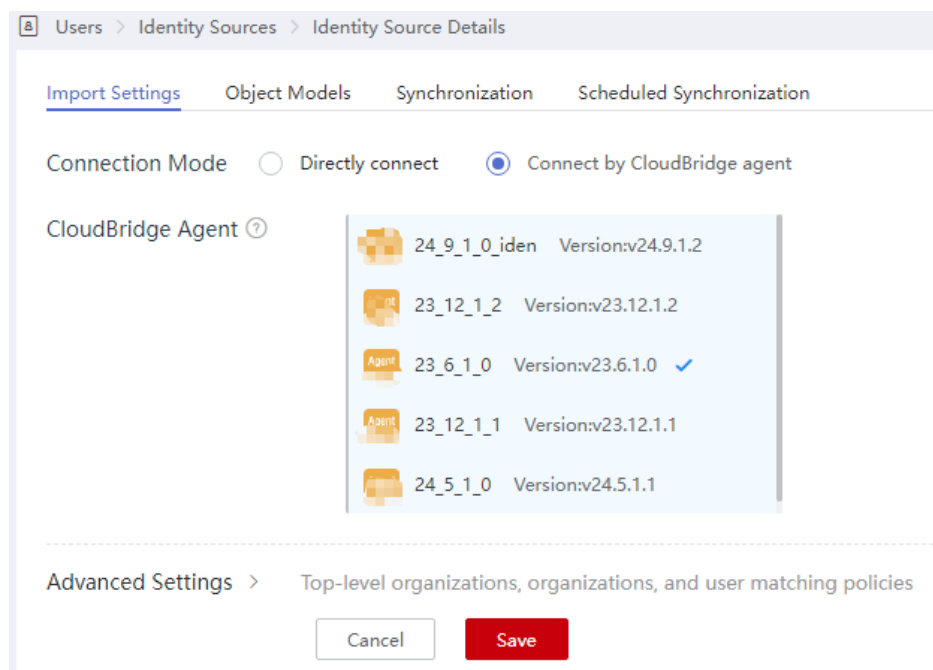 Users > Identity Sources > Identity Source Details
Import Settings Object Models Synchronization Scheduled Synchronization
Connection Mode Directly connect Connect by CloudBridge agent
CloudBridge Agent ?
24_9_1_0_iden Version:v24.9.1.2
23_12_1_2 Version:v23.12.1.2
Agent 23_6_1_0 Version:v23.6.1.0
Agent 23_12_1_1 Version:v23.12.1.1
24_5_1_0 Version:v24.5.1.1
Advanced Settings > Top-level organizations, organizations, and user matching policies
Cancel Save